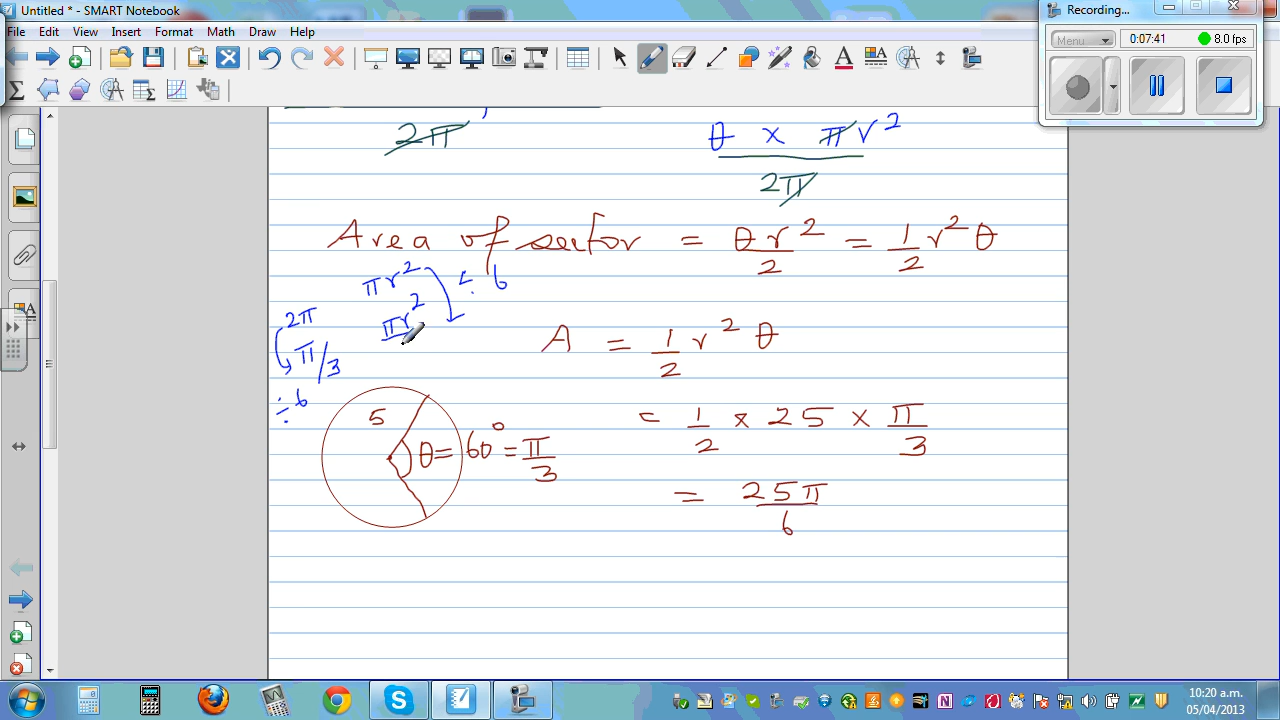 Untitled * - SMART Notebook
Recording...
File Edit View Insert Format Math Draw Help
Menu
0:07:41
8.0 fps
2π
θ × πr²
2π
Area of sector = θr²/2 = 1/2 r²θ
πr²
÷ 6
πr²
2π
π/3
÷6
A = 1/2 r² θ
5
θ = 60° = π/3
= 1/2 × 25 × π/3
= 25π/6
10:20 a.m.
05/04/2013